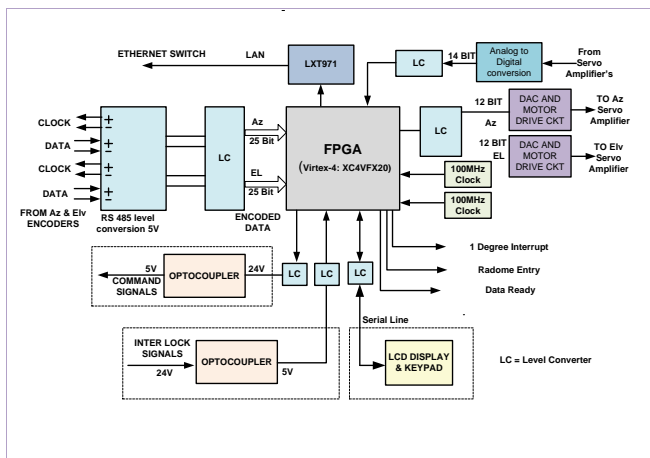 ETHERNET SWITCH
LAN
LXT971
LC
14 BIT
Analog to
Digital
conversion
From
Servo
Amplifier's
CLOCK
DATA
CLOCK
DATA
FROM Az & Elv
ENCODERS
+
−
+
−
+
−
+
−
RS 485 level
conversion 5V
LC
Az
25 Bit
EL
25 Bit
ENCODED
DATA
FPGA
(Virtex-4: XC4VFX20)
LC
12 BIT
Az
DAC AND
MOTOR
DRIVE CKT
TO Az
Servo
Amplifier
12 BIT
EL
DAC AND
MOTOR
DRIVE CKT
TO Elv
Servo
Amplifier
100MHz
Clock
100MHz
Clock
1 Degree Interrupt
Radome Entry
Data Ready
5V
COMMAND
SIGNALS
OPTOCOUPLER
24V
LC
LC
LC
INTER LOCK
SIGNALS
24V
OPTOCOUPLER
5V
Serial Line
LCD DISPLAY
& KEYPAD
LC = Level Converter